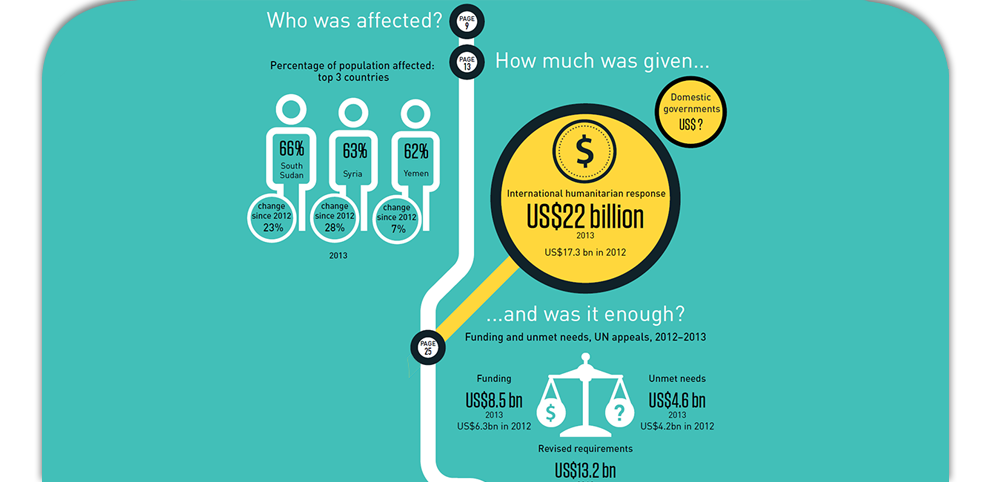 Who was affected?
PAGE
9
PAGE
13
How much was given...
Percentage of population affected:
top 3 countries
66%
South
Sudan
63%
Syria
62%
Yemen
change
since 2012
23%
change
since 2012
28%
change
since 2012
7%
2013
Domestic
governments
US$ ?
$
International humanitarian response
US$22 billion
2013
US$17.3 bn in 2012
...and was it enough?
PAGE
25
Funding and unmet needs, UN appeals, 2012–2013
Funding
US$8.5 bn
2013
US$6.3bn in 2012
$
?
Unmet needs
US$4.6 bn
2013
US$4.2bn in 2012
Revised requirements
US$13.2 bn